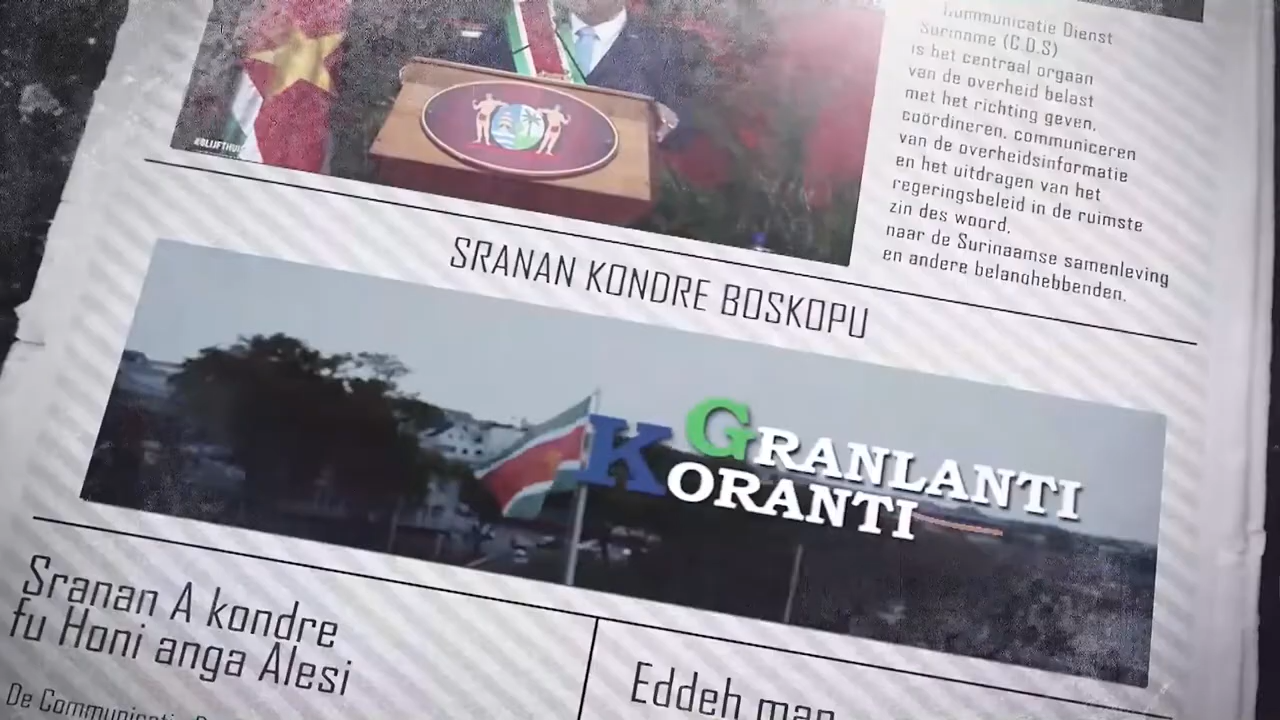 Communicatie Dienst
Suriname (C.D.S)
is het centraal orgaan
van de overheid belast
met het richting geven,
coördineren, communiceren
van de overheidsinformatie
en het uitdragen van het
regeringsbeleid in de ruimste
zin des woord,
naar de Surinaamse samenleving
en andere belanghebbenden.
SRANAN KONDRE BOSKOPU
GRANLANTI
KORANTI
Sranan A kondre
fu Honi anga Alesi
De
Eddeh man